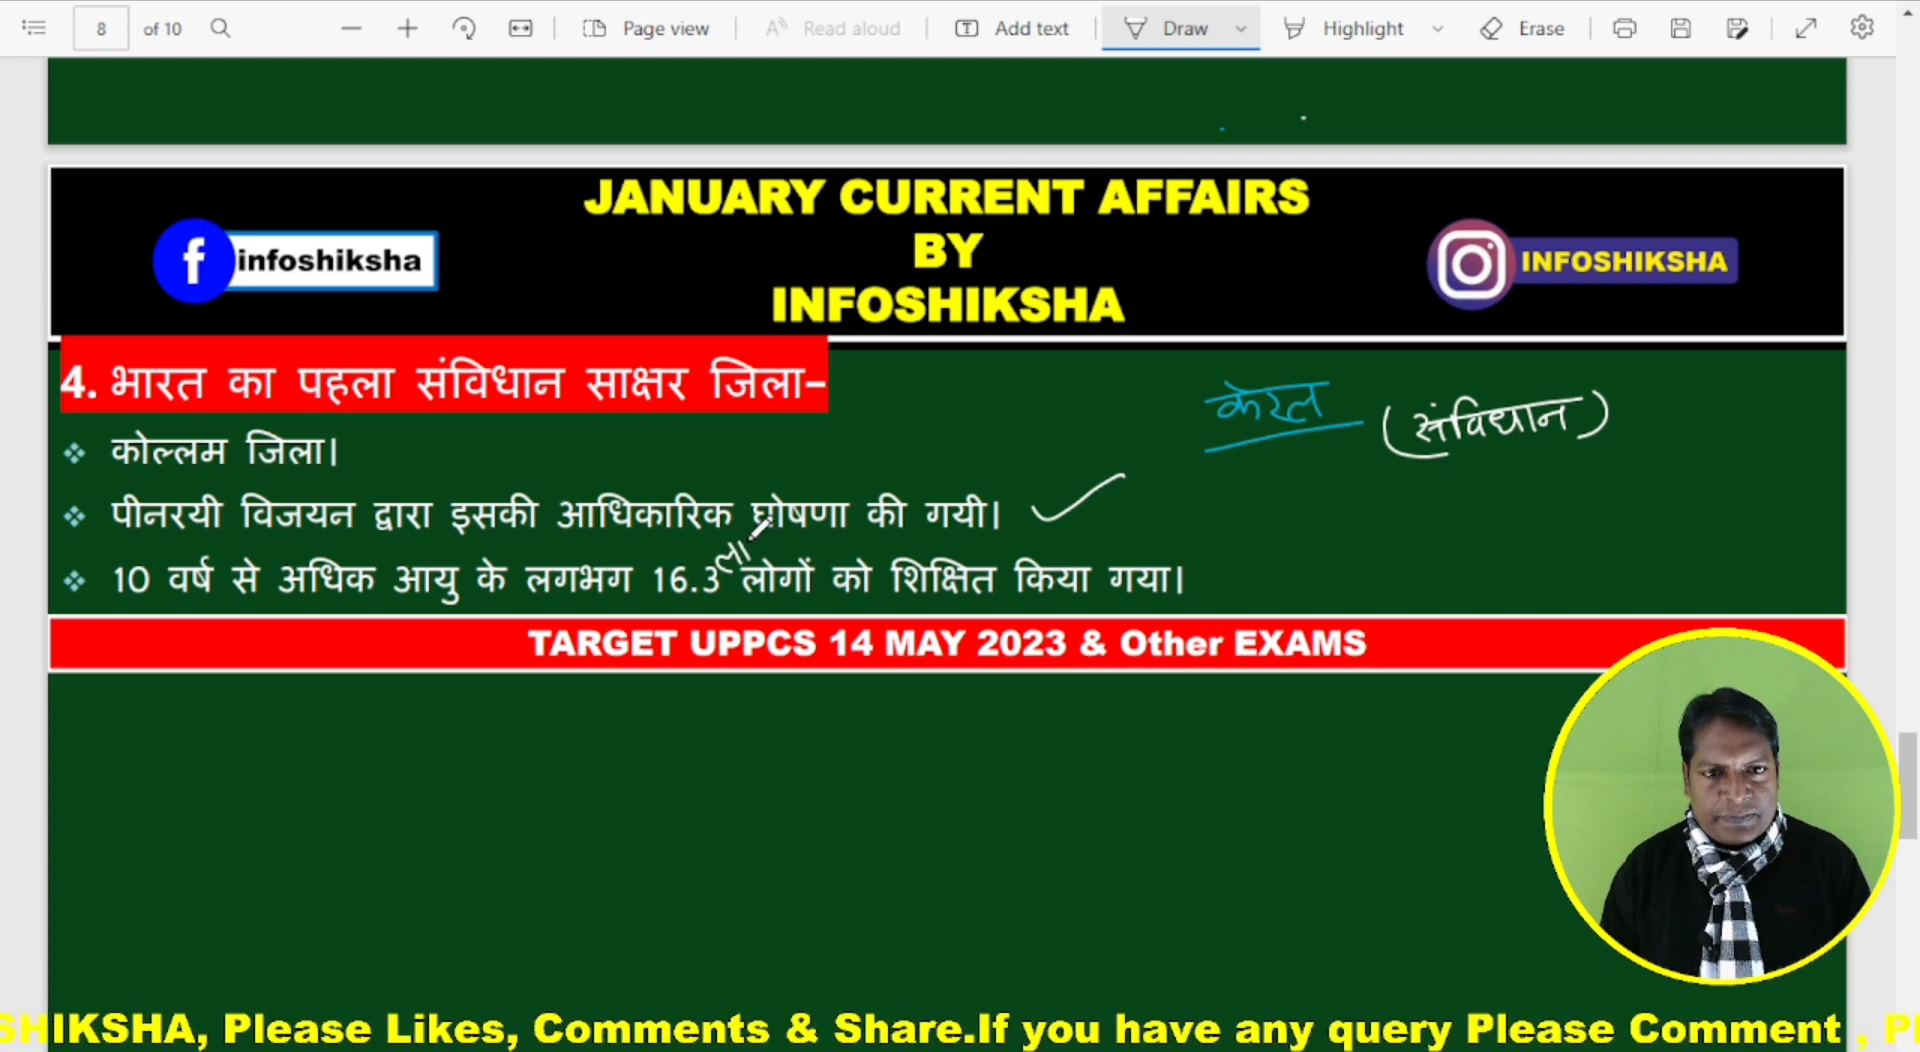 8 of 10 Page view Read aloud Add text Draw Highlight Erase
JANUARY CURRENT AFFAIRS
BY
INFOSHIKSHA
f infoshiksha
INFOSHIKSHA
4. भारत का पहला संविधान साक्षर जिला-
केरल
(संविधान)
कोल्लम जिला।
पीनरयी विजयन द्वारा इसकी आधिकारिक घोषणा की गयी।
ला
10 वर्ष से अधिक आयु के लगभग 16.3 लोगों को शिक्षित किया गया।
TARGET UPPCS 14 MAY 2023 & Other EXAMS
SHIKSHA, Please Likes, Comments & Share.If you have any query Please Comment , P